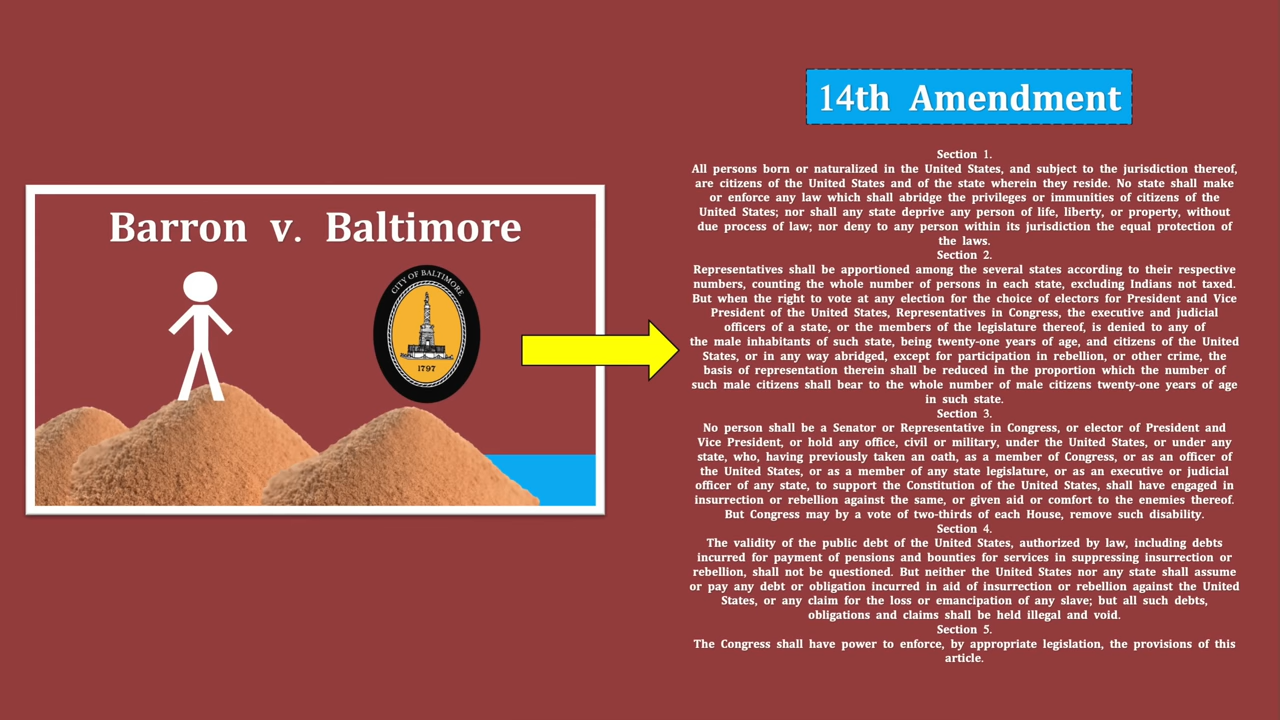 Barron v. Baltimore
CITY OF BALTIMORE
1797
14th Amendment
Section 1.
All persons born or naturalized in the United States, and subject to the jurisdiction thereof,
are citizens of the United States and of the state wherein they reside. No state shall make
or enforce any law which shall abridge the privileges or immunities of citizens of the
United States; nor shall any state deprive any person of life, liberty, or property, without
due process of law; nor deny to any person within its jurisdiction the equal protection of
the laws.
Section 2.
Representatives shall be apportioned among the several states according to their respective
numbers, counting the whole number of persons in each state, excluding Indians not taxed.
But when the right to vote at any election for the choice of electors for President and Vice
President of the United States, Representatives in Congress, the executive and judicial
officers of a state, or the members of the legislature thereof, is denied to any of
the male inhabitants of such state, being twenty-one years of age, and citizens of the United
States, or in any way abridged, except for participation in rebellion, or other crime, the
basis of representation therein shall be reduced in the proportion which the number of
such male citizens shall bear to the whole number of male citizens twenty-one years of age
in such state.
Section 3.
No person shall be a Senator or Representative in Congress, or elector of President and
Vice President, or hold any office, civil or military, under the United States, or under any
state, who, having previously taken an oath, as a member of Congress, or as an officer of
the United States, or as a member of any state legislature, or as an executive or judicial
officer of any state, to support the Constitution of the United States, shall have engaged in
insurrection or rebellion against the same, or given aid or comfort to the enemies thereof.
But Congress may by a vote of two-thirds of each House, remove such disability.
Section 4.
The validity of the public debt of the United States, authorized by law, including debts
incurred for payment of pensions and bounties for services in suppressing insurrection or
rebellion, shall not be questioned. But neither the United States nor any state shall assume
or pay any debt or obligation incurred in aid of insurrection or rebellion against the United
States, or any claim for the loss or emancipation of any slave; but all such debts,
obligations and claims shall be held illegal and void.
Section 5.
The Congress shall have power to enforce, by appropriate legislation, the provisions of this
article.